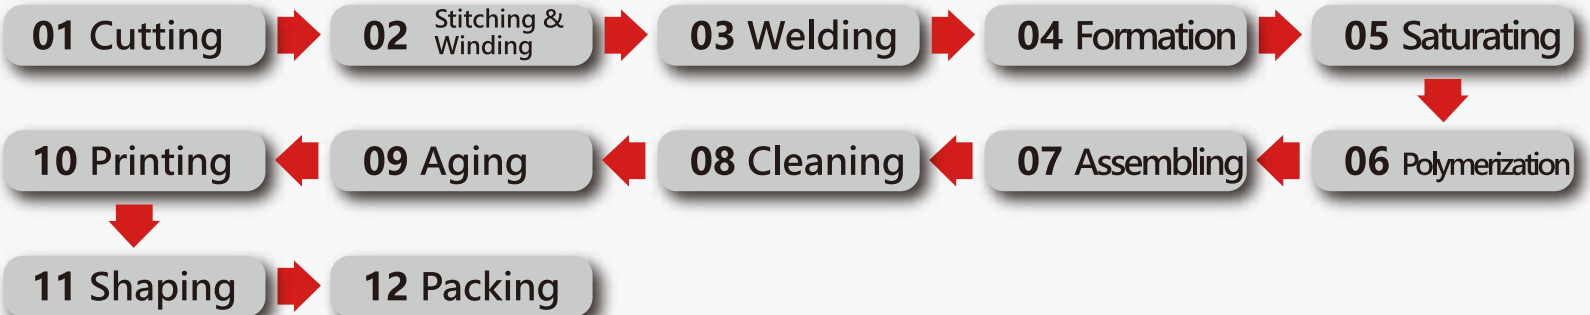 01 Cutting
02 Stitching &
Winding
03 Welding
04 Formation
05 Saturating
06 Polymerization
07 Assembling
08 Cleaning
09 Aging
10 Printing
11 Shaping
12 Packing